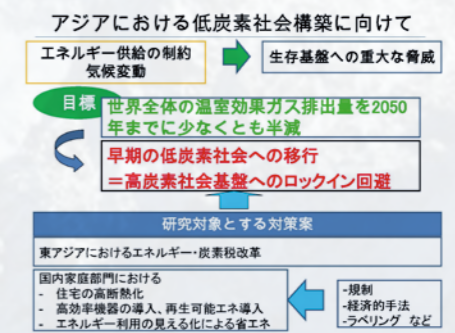 アジアにおける低炭素社会構築に向けて
エネルギー供給の制約
気候変動
生存基盤への重大な脅威
目標
世界全体の温室効果ガス排出量を2050
年までに少なくとも半減
早期の低炭素社会への移行
＝高炭素社会基盤へのロックイン回避
研究対象とする対策案
東アジアにおけるエネルギー・炭素税改革
国内家庭部門における
- 住宅の高断熱化
- 高効率機器の導入、再生可能エネ導入
- エネルギー利用の見える化による省エネ
-規制
-経済的手法
-ラベリング など